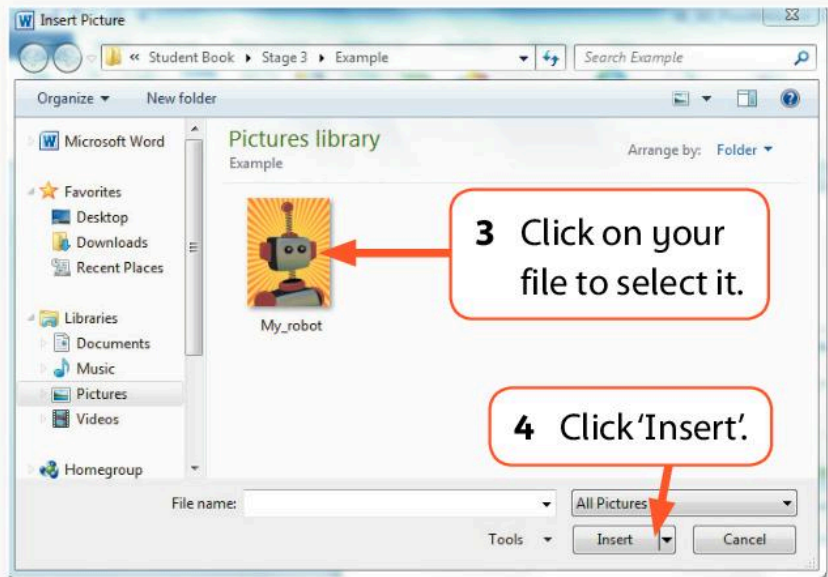 Insert Picture
« Student Book ▸ Stage 3 ▸ Example
Search Example
Organize ▾ New folder
Microsoft Word
Favorites
Desktop
Downloads
Recent Places
Libraries
Documents
Music
Pictures
Videos
Homegroup
Pictures library
Example
Arrange by: Folder ▾
My_robot
3 Click on your
file to select it.
4 Click ‘Insert’.
File name:
All Pictures
Tools ▾ Insert Cancel